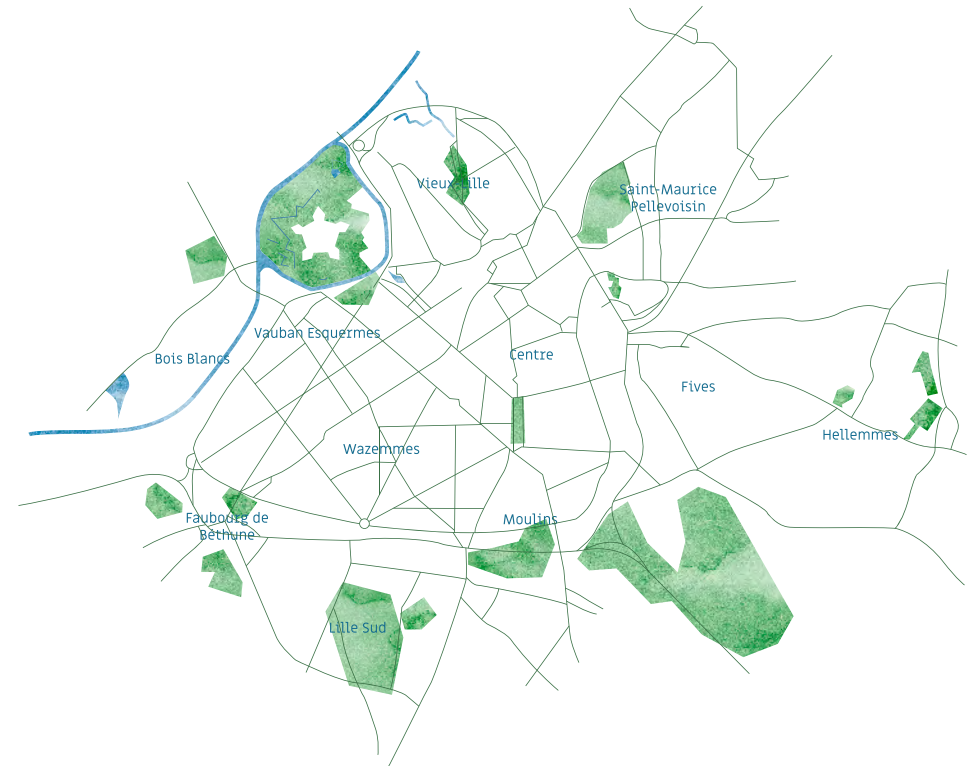 Vieux-Lille
Saint-Maurice
Pellevoisin
Vauban Esquermes
Bois Blancs
Centre
Fives
Hellemmes
Wazemmes
Faubourg de
Béthune
Moulins
Lille Sud